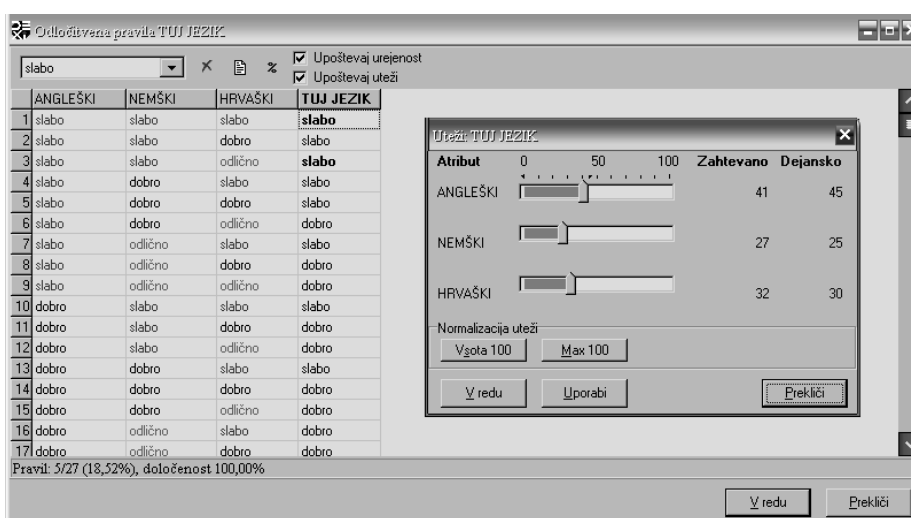 Odločitvena pravila TUJ JEZIK
slabo
Upoštevaj urejenost
Upoštevaj uteži
ANGLEŠKI NEMŠKI HRVAŠKI TUJ JEZIK
1 slabo slabo slabo slabo
2 slabo slabo dobro slabo
3 slabo slabo odlično slabo
4 slabo dobro slabo slabo
5 slabo dobro dobro slabo
6 slabo dobro odlično dobro
7 slabo odlično slabo slabo
8 slabo odlično dobro dobro
9 slabo odlično odlično dobro
10 dobro slabo slabo slabo
11 dobro slabo dobro dobro
12 dobro slabo odlično dobro
13 dobro dobro slabo slabo
14 dobro dobro dobro dobro
15 dobro dobro odlično dobro
16 dobro odlično slabo dobro
17 dobro odlično dobro dobro
Pravil: 5/27 (18,52%), določenost 100,00%
Uteži: TUJ JEZIK
Atribut 0 50 100 Zahtevano Dejansko
ANGLEŠKI 41 45
NEMŠKI 27 25
HRVAŠKI 32 30
Normalizacija uteži
Vsota 100 Max 100
V redu Uporabi Prekliči
V redu Prekliči